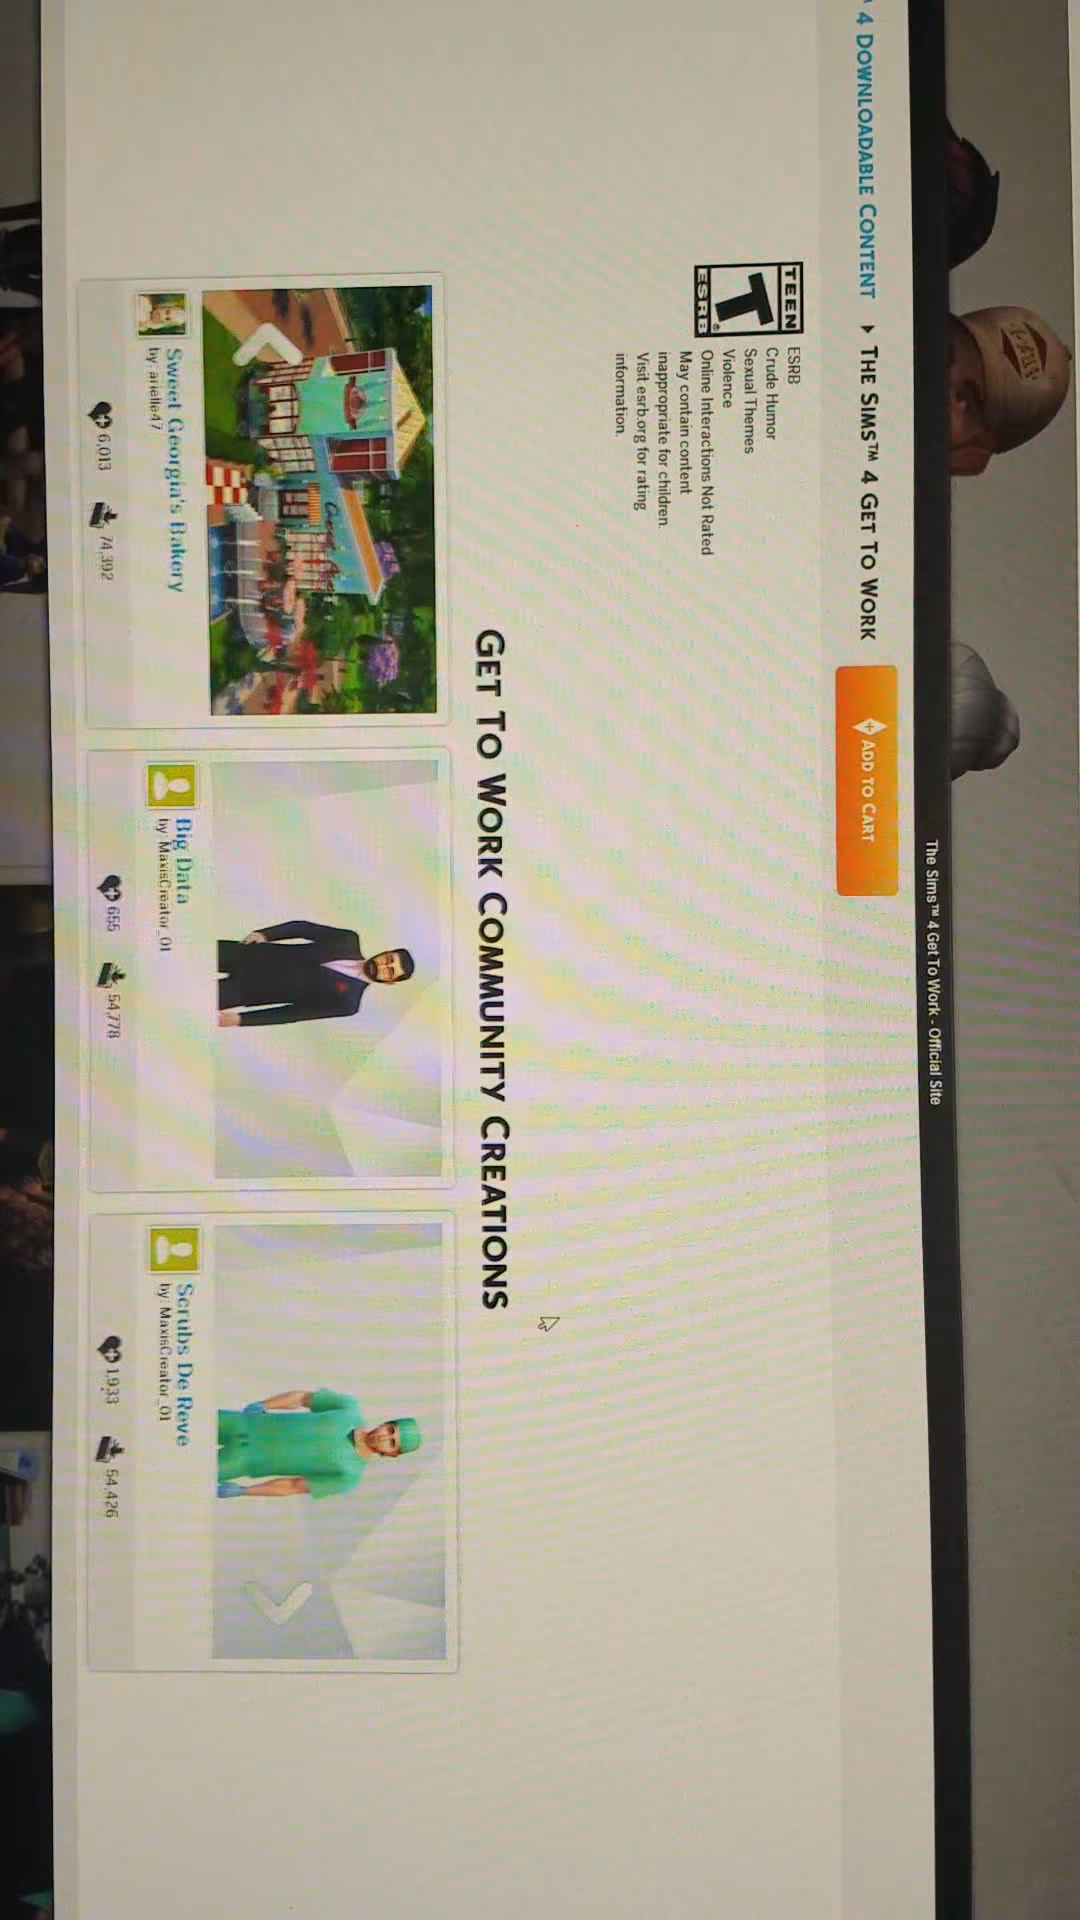 The Sims™ 4 Get To Work - Official Site
4 DOWNLOADABLE CONTENT ▸ THE SIMS™ 4 GET TO WORK
ADD TO CART
TEEN
T
ESRB
ESRB
Crude Humor
Sexual Themes
Violence
Online Interactions Not Rated
May contain content
inappropriate for children.
Visit esrb.org for rating
information.
GET TO WORK COMMUNITY CREATIONS
Sweet Georgia's Bakery
by: arielle47
6,013 74,392
Big Data
by: MaxisCreator_01
655 54,778
Scrubs De Reve
by: MaxisCreator_01
1,933 54,426